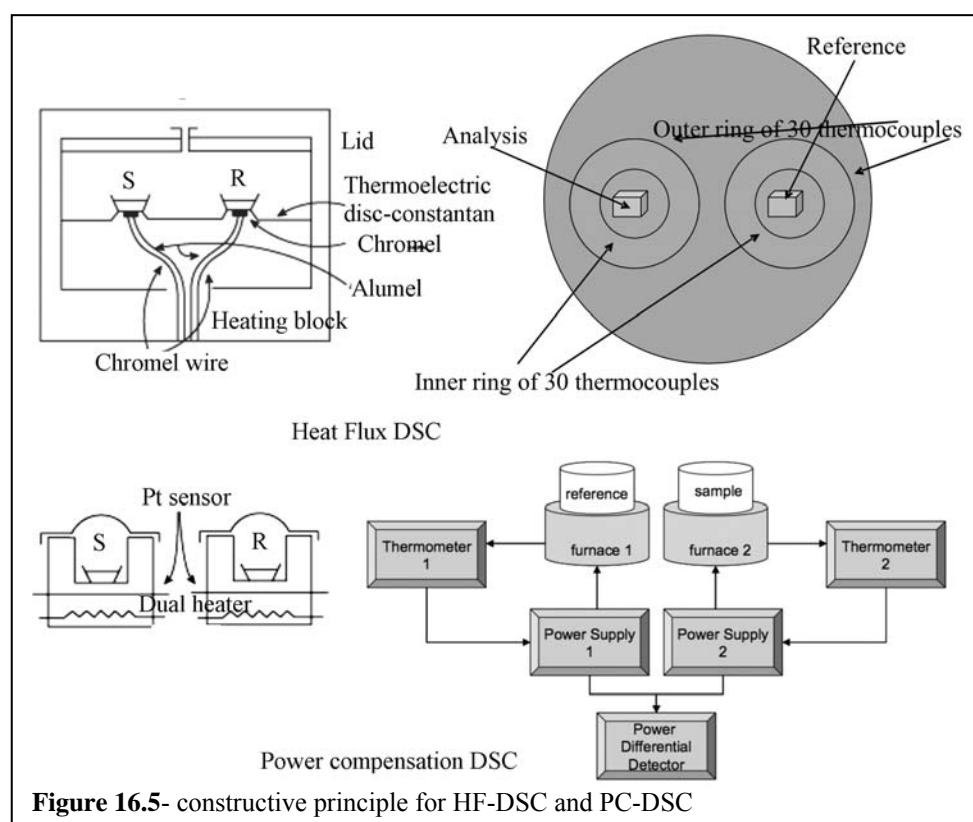 Reference
Lid
Analysis
Outer ring of 30 thermocouples
S
R
Thermoelectric
disc-constantan
Chromel
Alumel
Heating block
Chromel wire
Inner ring of 30 thermocouples
Heat Flux DSC
Pt sensor
S
R
Dual heater
reference
sample
Thermometer
1
furnace 1
furnace 2
Thermometer
2
Power Supply
1
Power Supply
2
Power
Differential
Detector
Power compensation DSC
Figure 16.5- constructive principle for HF-DSC and PC-DSC